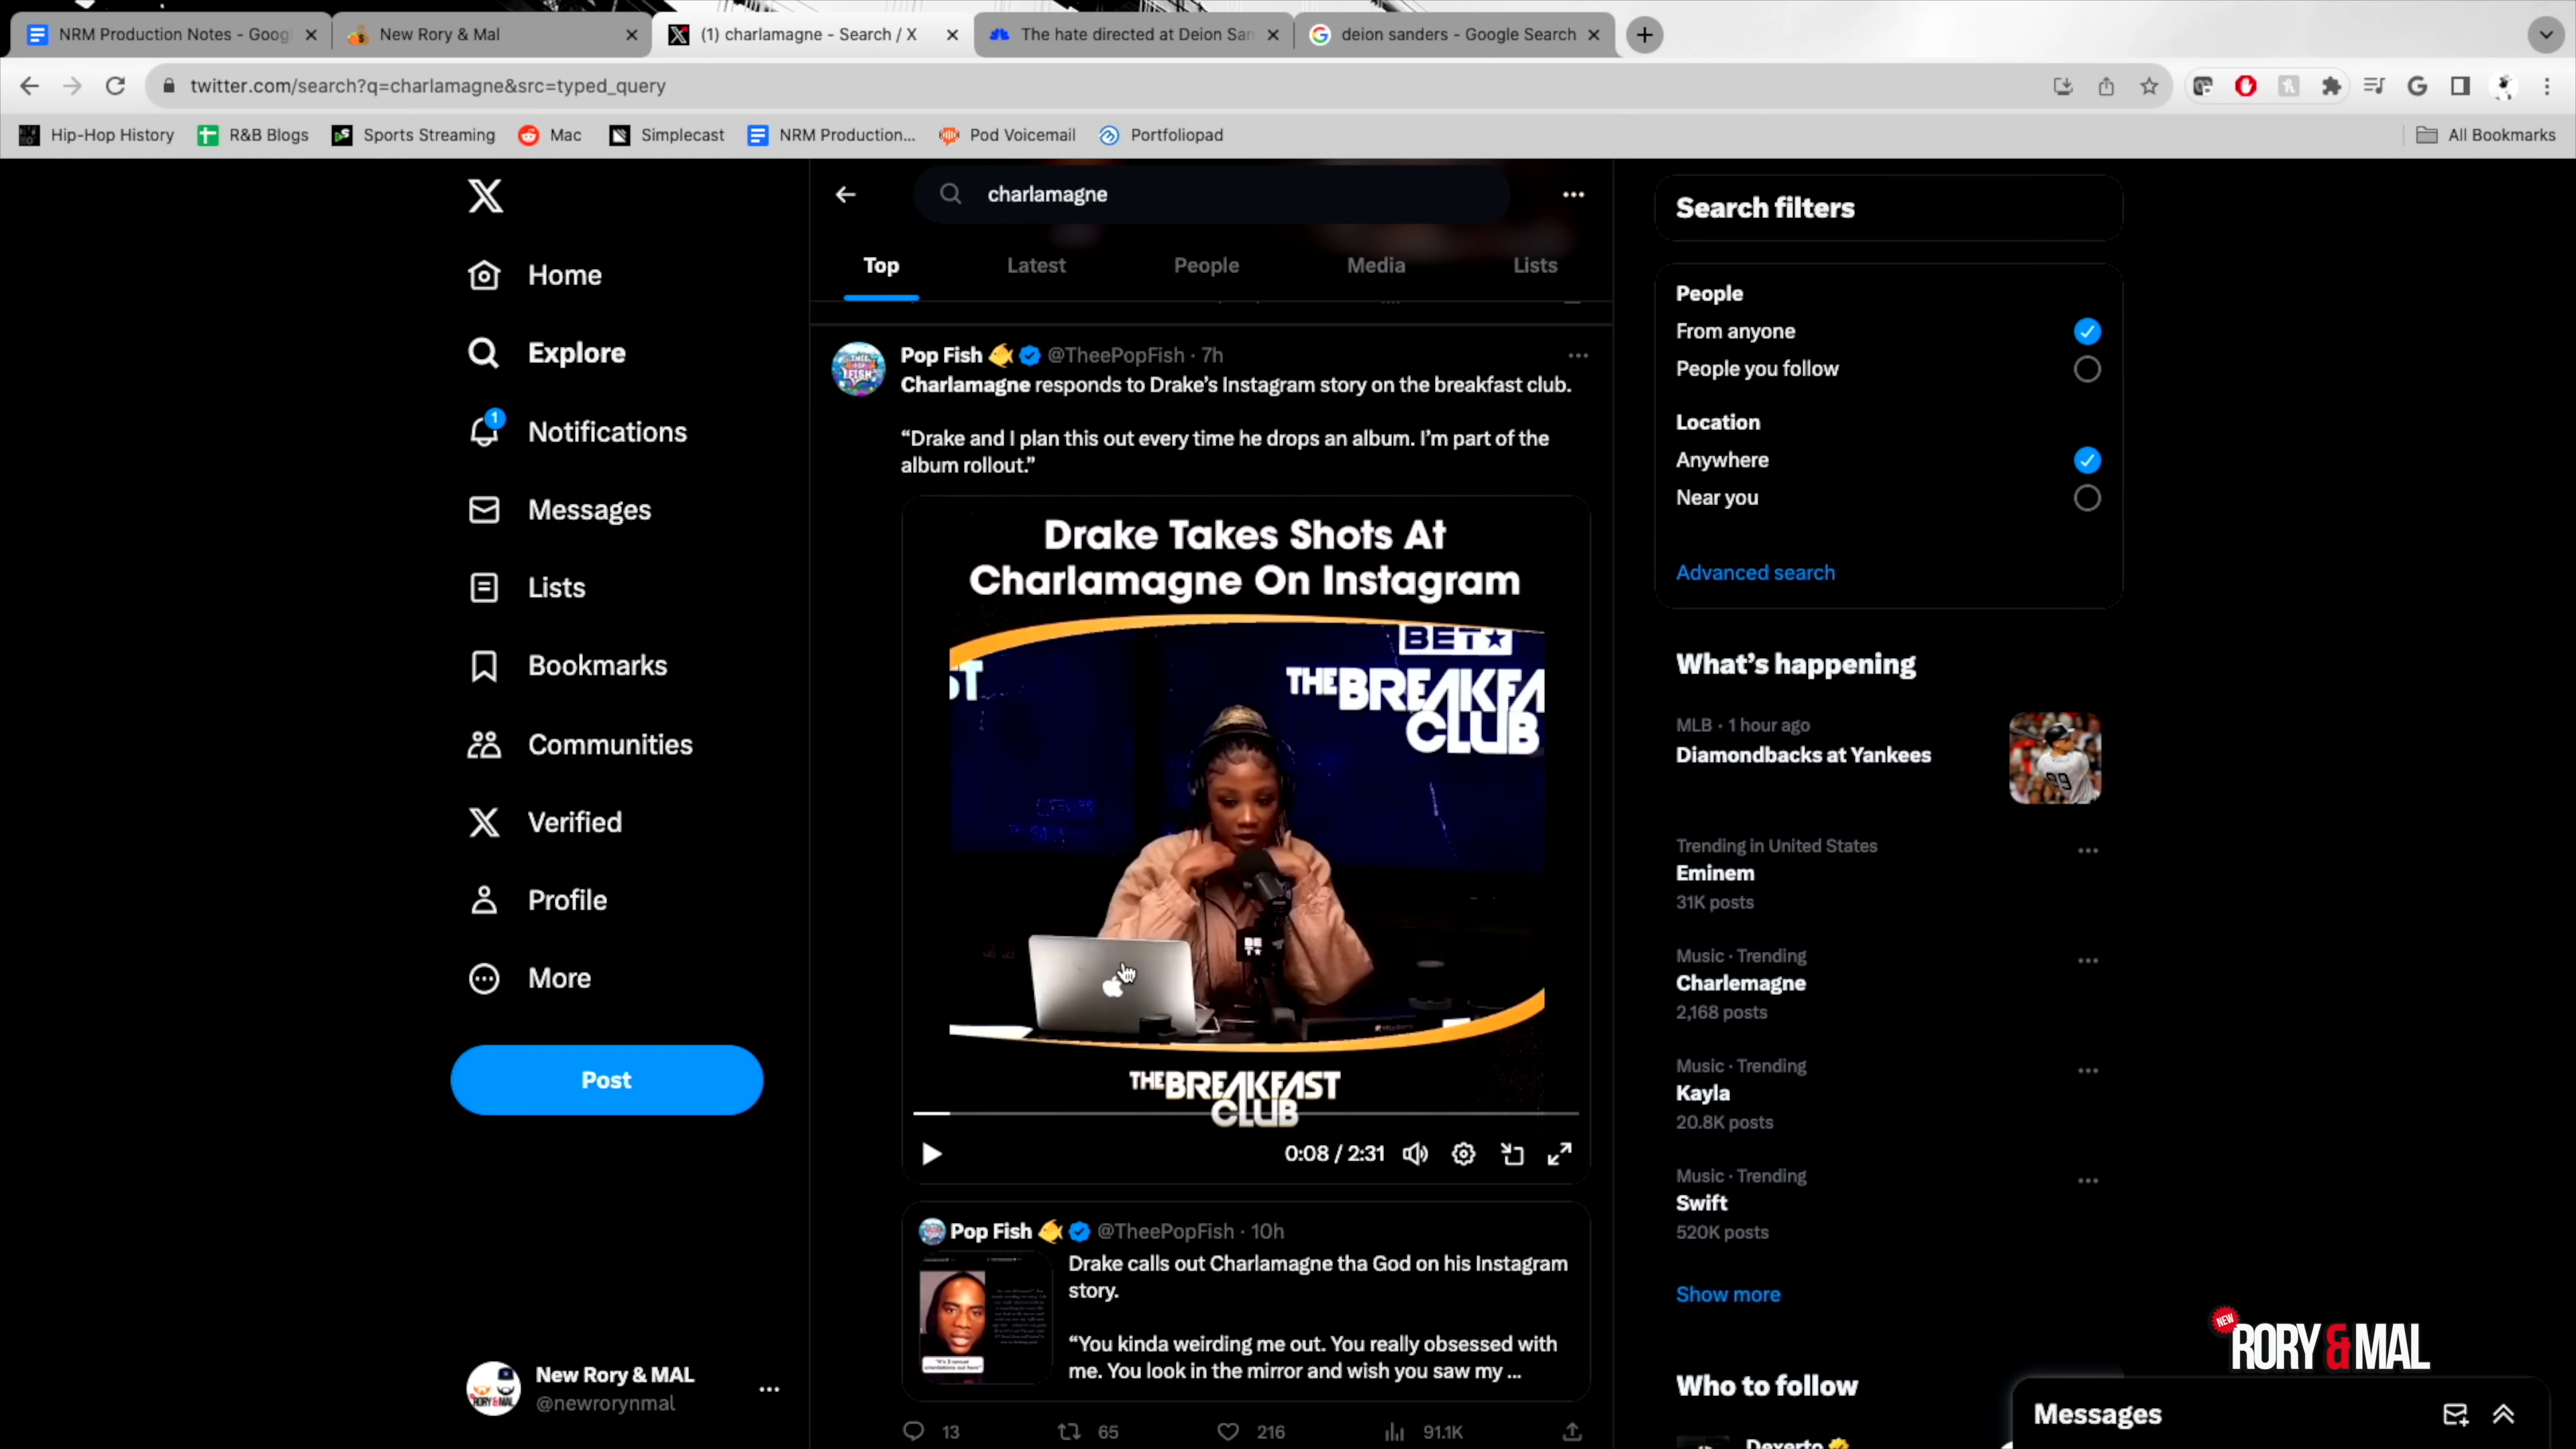 NRM Production Notes - Goog
New Rory & Mal
(1) charlamagne - Search / X
The hate directed at Deion San
deion sanders - Google Search
twitter.com/search?q=charlamagne&src=typed_query
Hip-Hop History
R&B Blogs
Sports Streaming
Mac
Simplecast
NRM Production...
Pod Voicemail
Portfoliopad
All Bookmarks
Home
Explore
1
Notifications
Messages
Lists
Bookmarks
Communities
Verified
Profile
More
Post
New Rory & MAL
@newrorynmal
charlamagne
Top
Latest
People
Media
Lists
Pop Fish @TheePopFish · 7h
Charlamagne responds to Drake's Instagram story on the breakfast club.
“Drake and I plan this out every time he drops an album. I'm part of the
album rollout.”
Drake Takes Shots At
Charlamagne On Instagram
BET
ST
THE BREAKFA
CLUB
BET
THE BREAKFAST
CLUB
0:08 / 2:31
Pop Fish @TheePopFish · 10h
Drake calls out Charlamagne tha God on his Instagram
story.
“You kinda weirding me out. You really obsessed with
me. You look in the mirror and wish you saw my ...
13
65
216
91.1K
Search filters
People
From anyone
People you follow
Location
Anywhere
Near you
Advanced search
What's happening
MLB · 1 hour ago
Diamondbacks at Yankees
99
Trending in United States
Eminem
31K posts
Music · Trending
Charlemagne
2,168 posts
Music · Trending
Kayla
20.8K posts
Music · Trending
Swift
520K posts
Show more
Who to follow
Dexerto
NEW
RORY & MAL
Messages